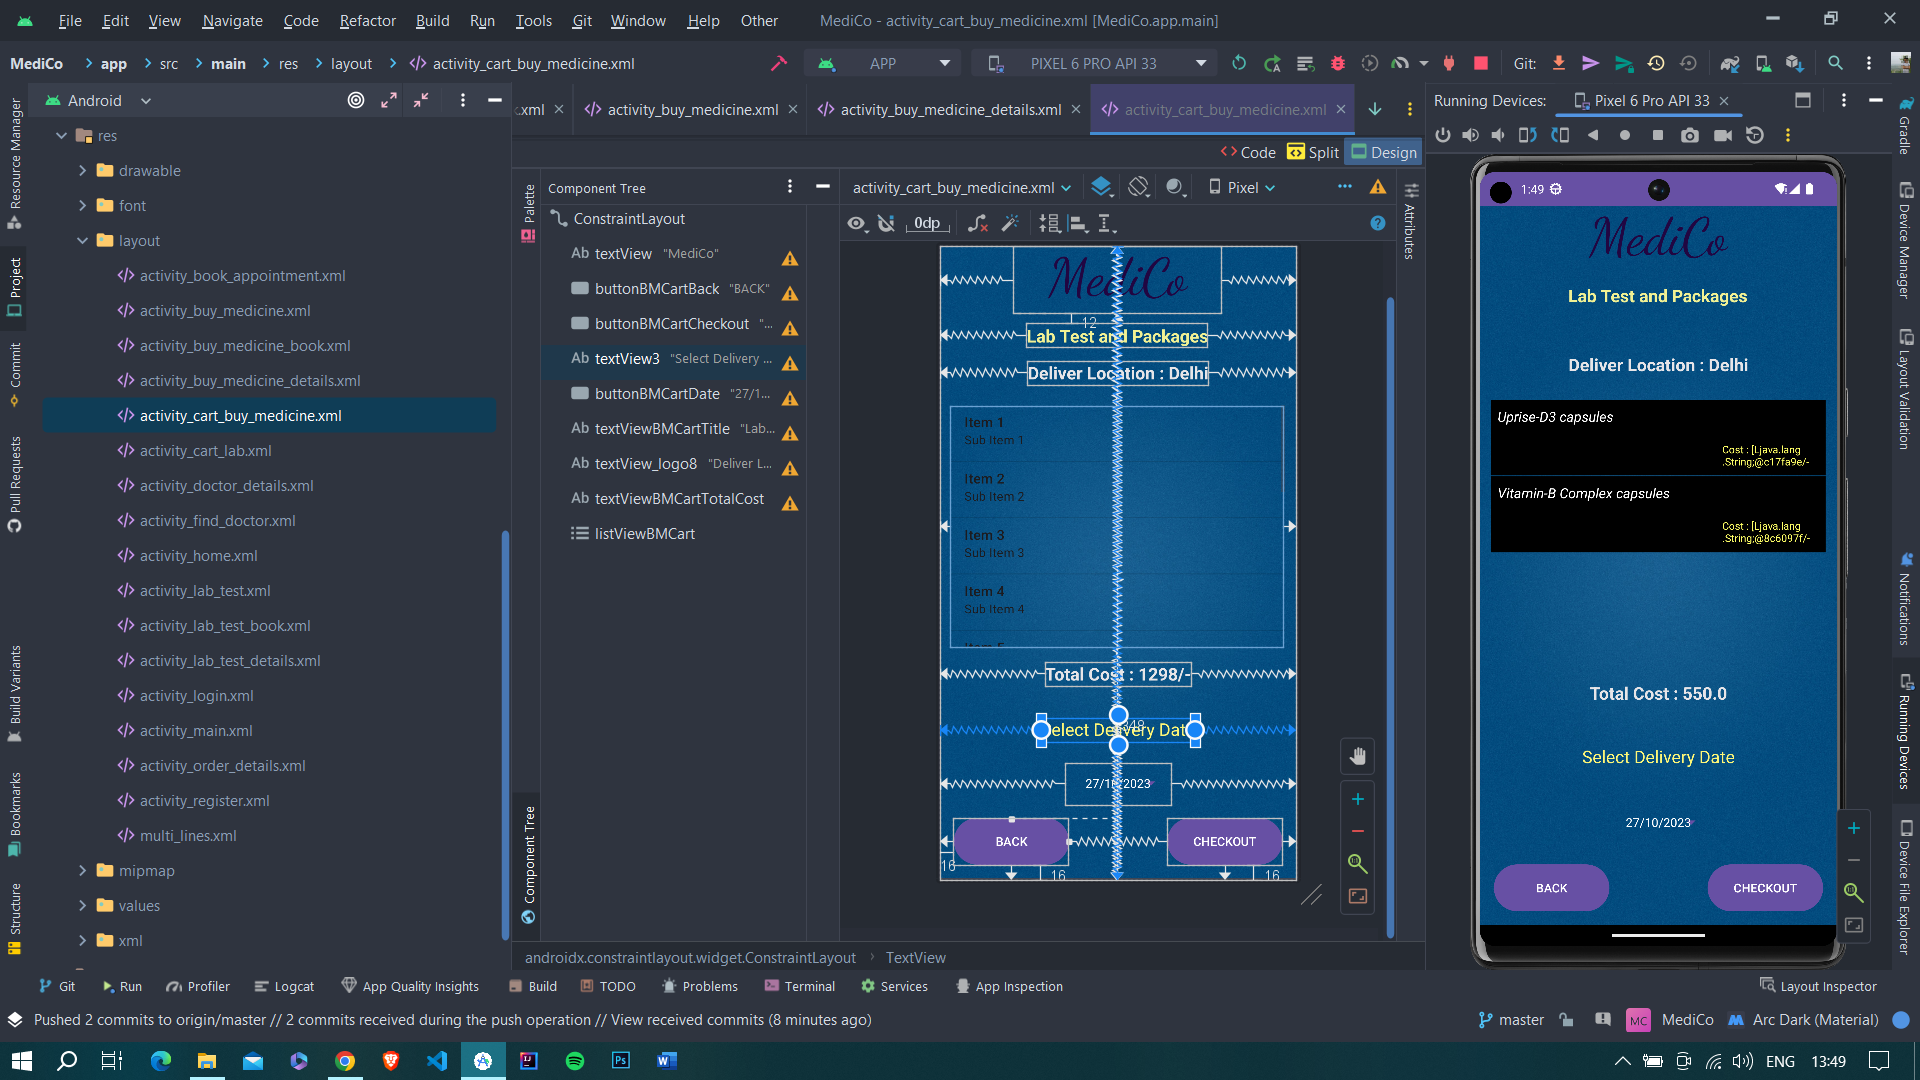 File Edit View Navigate Code Refactor Build Run Tools Git Window Help Other MediCo - activity_cart_buy_medicine.xml [MediCo.app.main]
MediCo app src main res layout activity_cart_buy_medicine.xml APP PIXEL 6 PRO API 33 Git:
Android
.xml activity_buy_medicine.xml activity_buy_medicine_details.xml activity_cart_buy_medicine.xml
Running Devices: Pixel 6 Pro API 33
Code Split Design
Resource Manager
Project
Commit
Pull Requests
Build Variants
Bookmarks
Structure
res
drawable
font
layout
activity_book_appointment.xml
activity_buy_medicine.xml
activity_buy_medicine_book.xml
activity_buy_medicine_details.xml
activity_cart_buy_medicine.xml
activity_cart_lab.xml
activity_doctor_details.xml
activity_find_doctor.xml
activity_home.xml
activity_lab_test.xml
activity_lab_test_book.xml
activity_lab_test_details.xml
activity_login.xml
activity_main.xml
activity_order_details.xml
activity_register.xml
multi_lines.xml
mipmap
values
xml
Palette
Component Tree
Component Tree
ConstraintLayout
Ab textView "MediCo"
buttonBMCartBack "BACK"
buttonBMCartCheckout "...
Ab textView3 "Select Delivery ...
buttonBMCartDate "27/1...
Ab textViewBMCartTitle "Lab...
Ab textView_logo8 "Deliver L...
Ab textViewBMCartTotalCost
listViewBMCart
activity_cart_buy_medicine.xml Pixel
0dp
Attributes
MediCo
12
Lab Test and Packages
Deliver Location : Delhi
Item 1
Sub Item 1
Item 2
Sub Item 2
Item 3
Sub Item 3
Item 4
Sub Item 4
Item 5
Total Cost : 1298/-
Select Delivery Date
48
27/10/2023
BACK CHECKOUT
16 16 16
1:1
androidx.constraintlayout.widget.ConstraintLayout TextView
1:49
MediCo
Lab Test and Packages
Deliver Location : Delhi
Uprise-D3 capsules
Cost : [Ljava.lang
.String;@c17fa9e/-
Vitamin-B Complex capsules
Cost : [Ljava.lang
.String;@8c6097f/-
Total Cost : 550.0
Select Delivery Date
27/10/2023
BACK CHECKOUT
1:1
Gradle
Device Manager
Layout Validation
Notifications
Running Devices
Device File Explorer
Git Run Profiler Logcat App Quality Insights Build TODO Problems Terminal Services App Inspection Layout Inspector
Pushed 2 commits to origin/master // 2 commits received during the push operation // View received commits (8 minutes ago) master MC MediCo Arc Dark (Material)
ENG 13:49